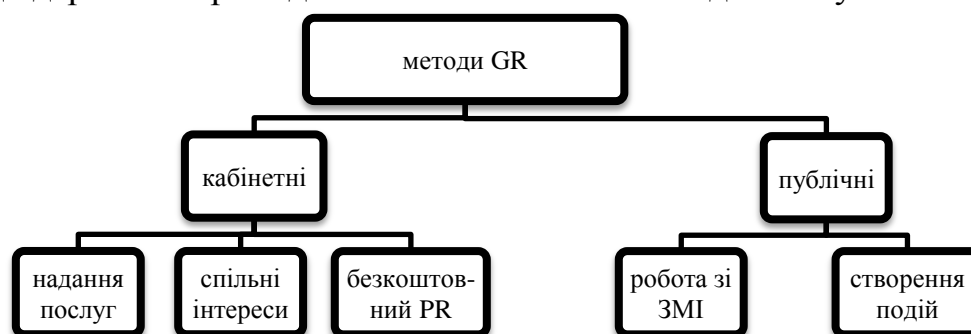 методи GR
кабінетні
публічні
надання
послуг
спільні
інтереси
безкоштов-
ний PR
робота зі
ЗМІ
створення
подій